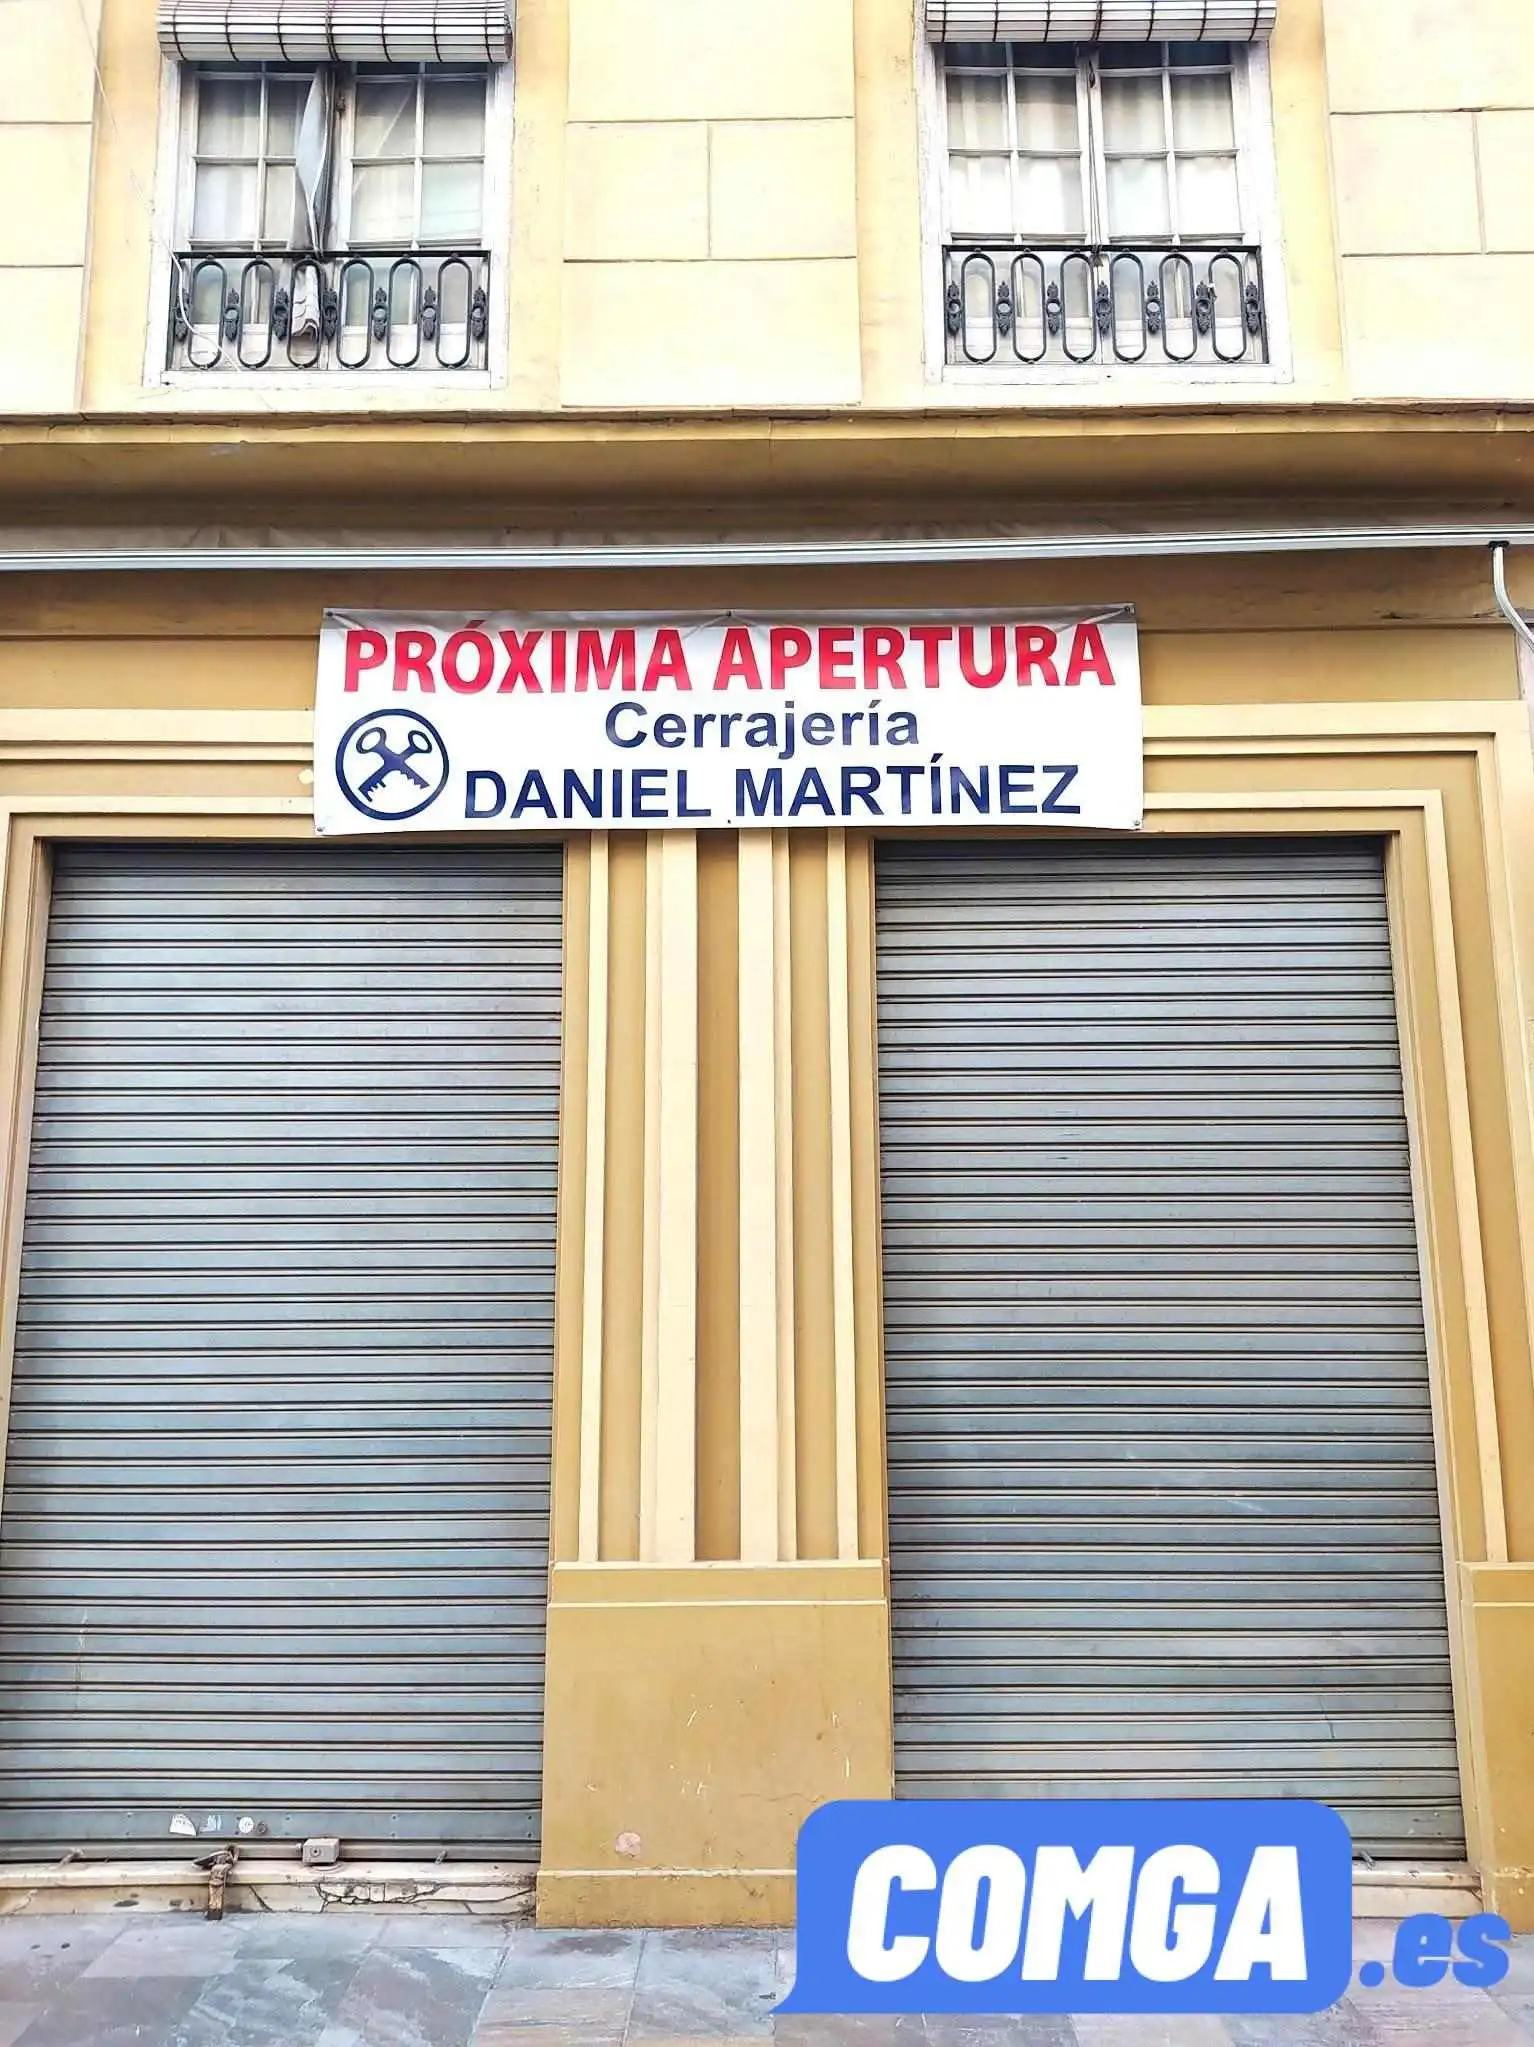 PRÓXIMA APERTURA
Cerrajería
DANIEL MARTÍNEZ
COMGA.es